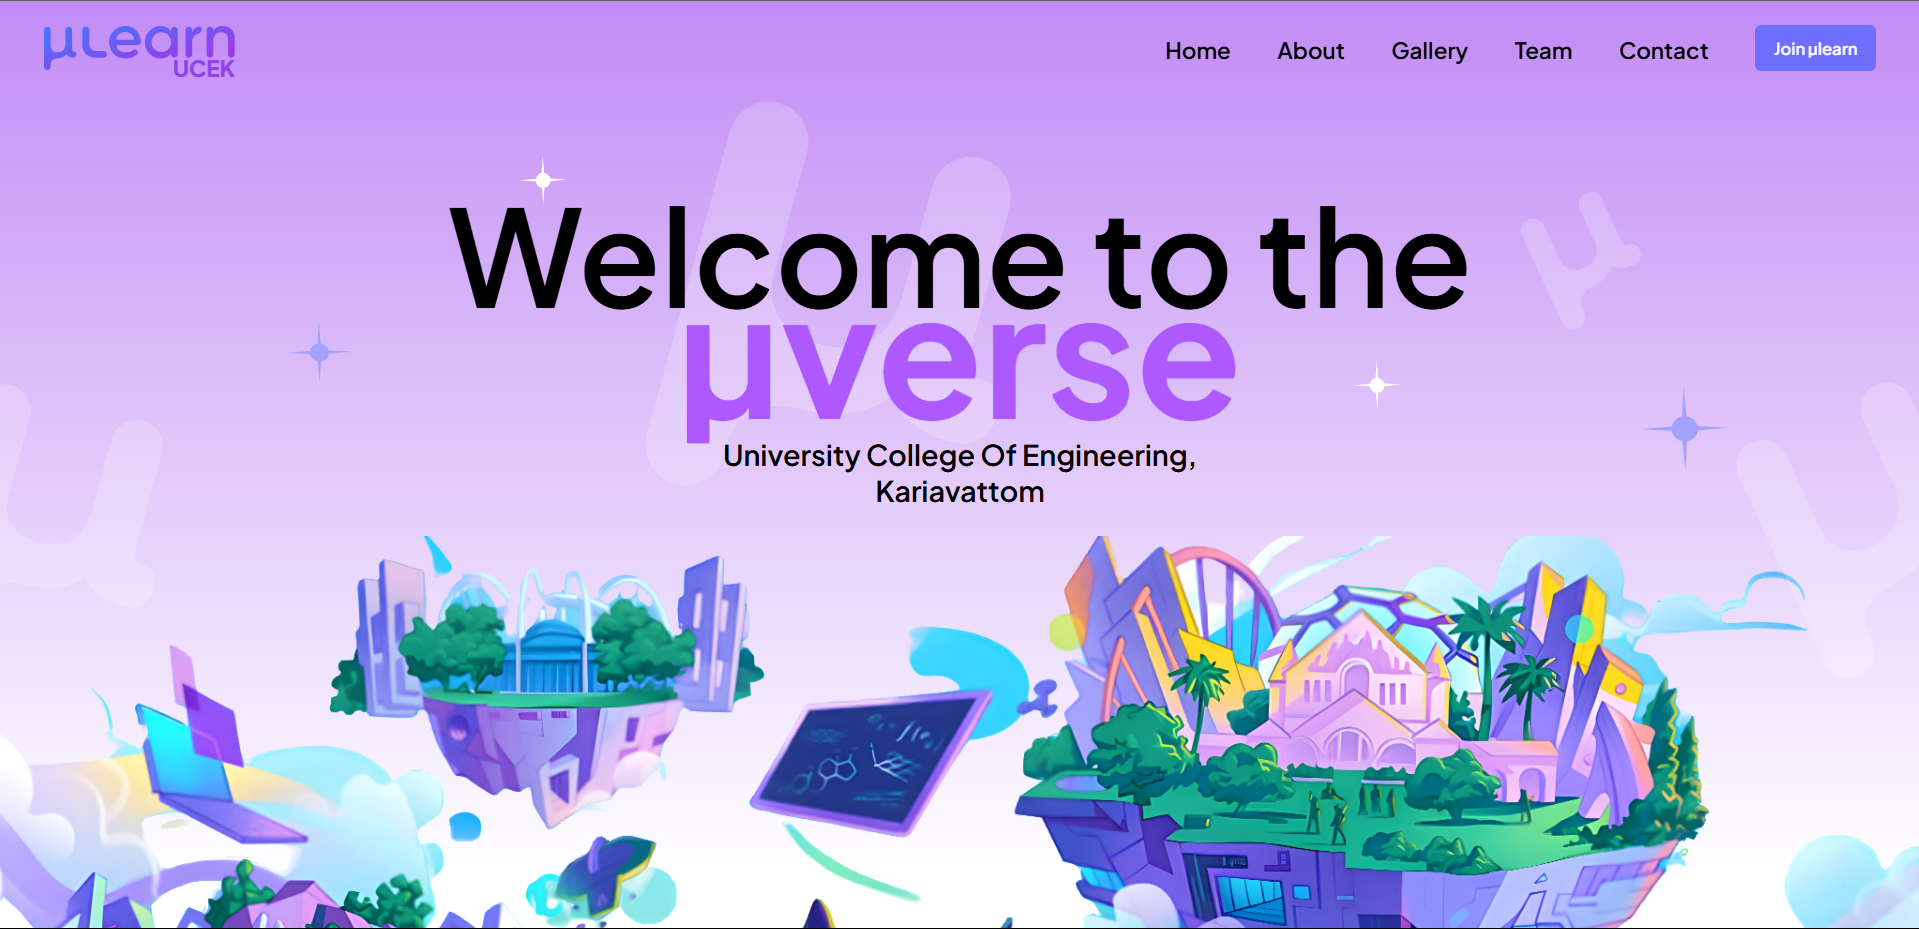 µLearn
UCEK
Home
About
Gallery
Team
Contact
Join µlearn
Welcome to the
µverse
University College Of Engineering,
Kariavattom